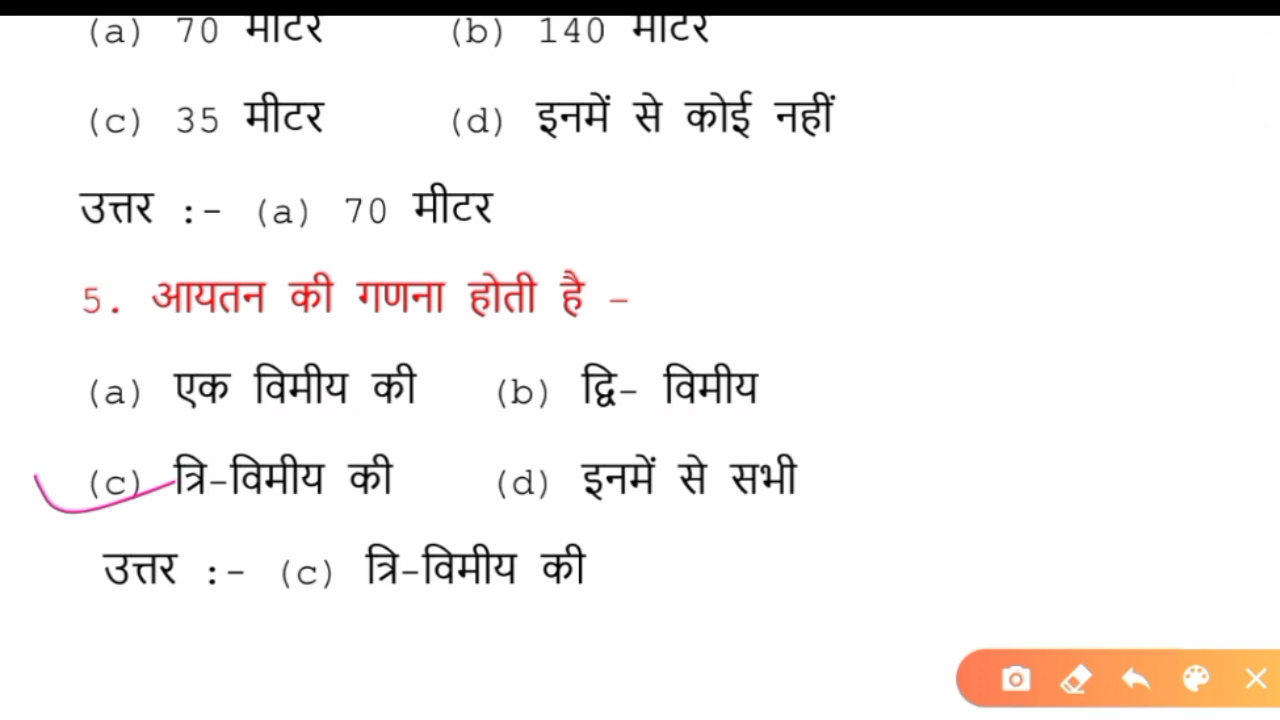 (a) 70 मीटर (b) 140 मीटर
(c) 35 मीटर (d) इनमें से कोई नहीं
उत्तर :- (a) 70 मीटर
5. आयतन की गणना होती है -
(a) एक विमीय की (b) द्वि- विमीय
(c) त्रि-विमीय की (d) इनमें से सभी
उत्तर :- (c) त्रि-विमीय की